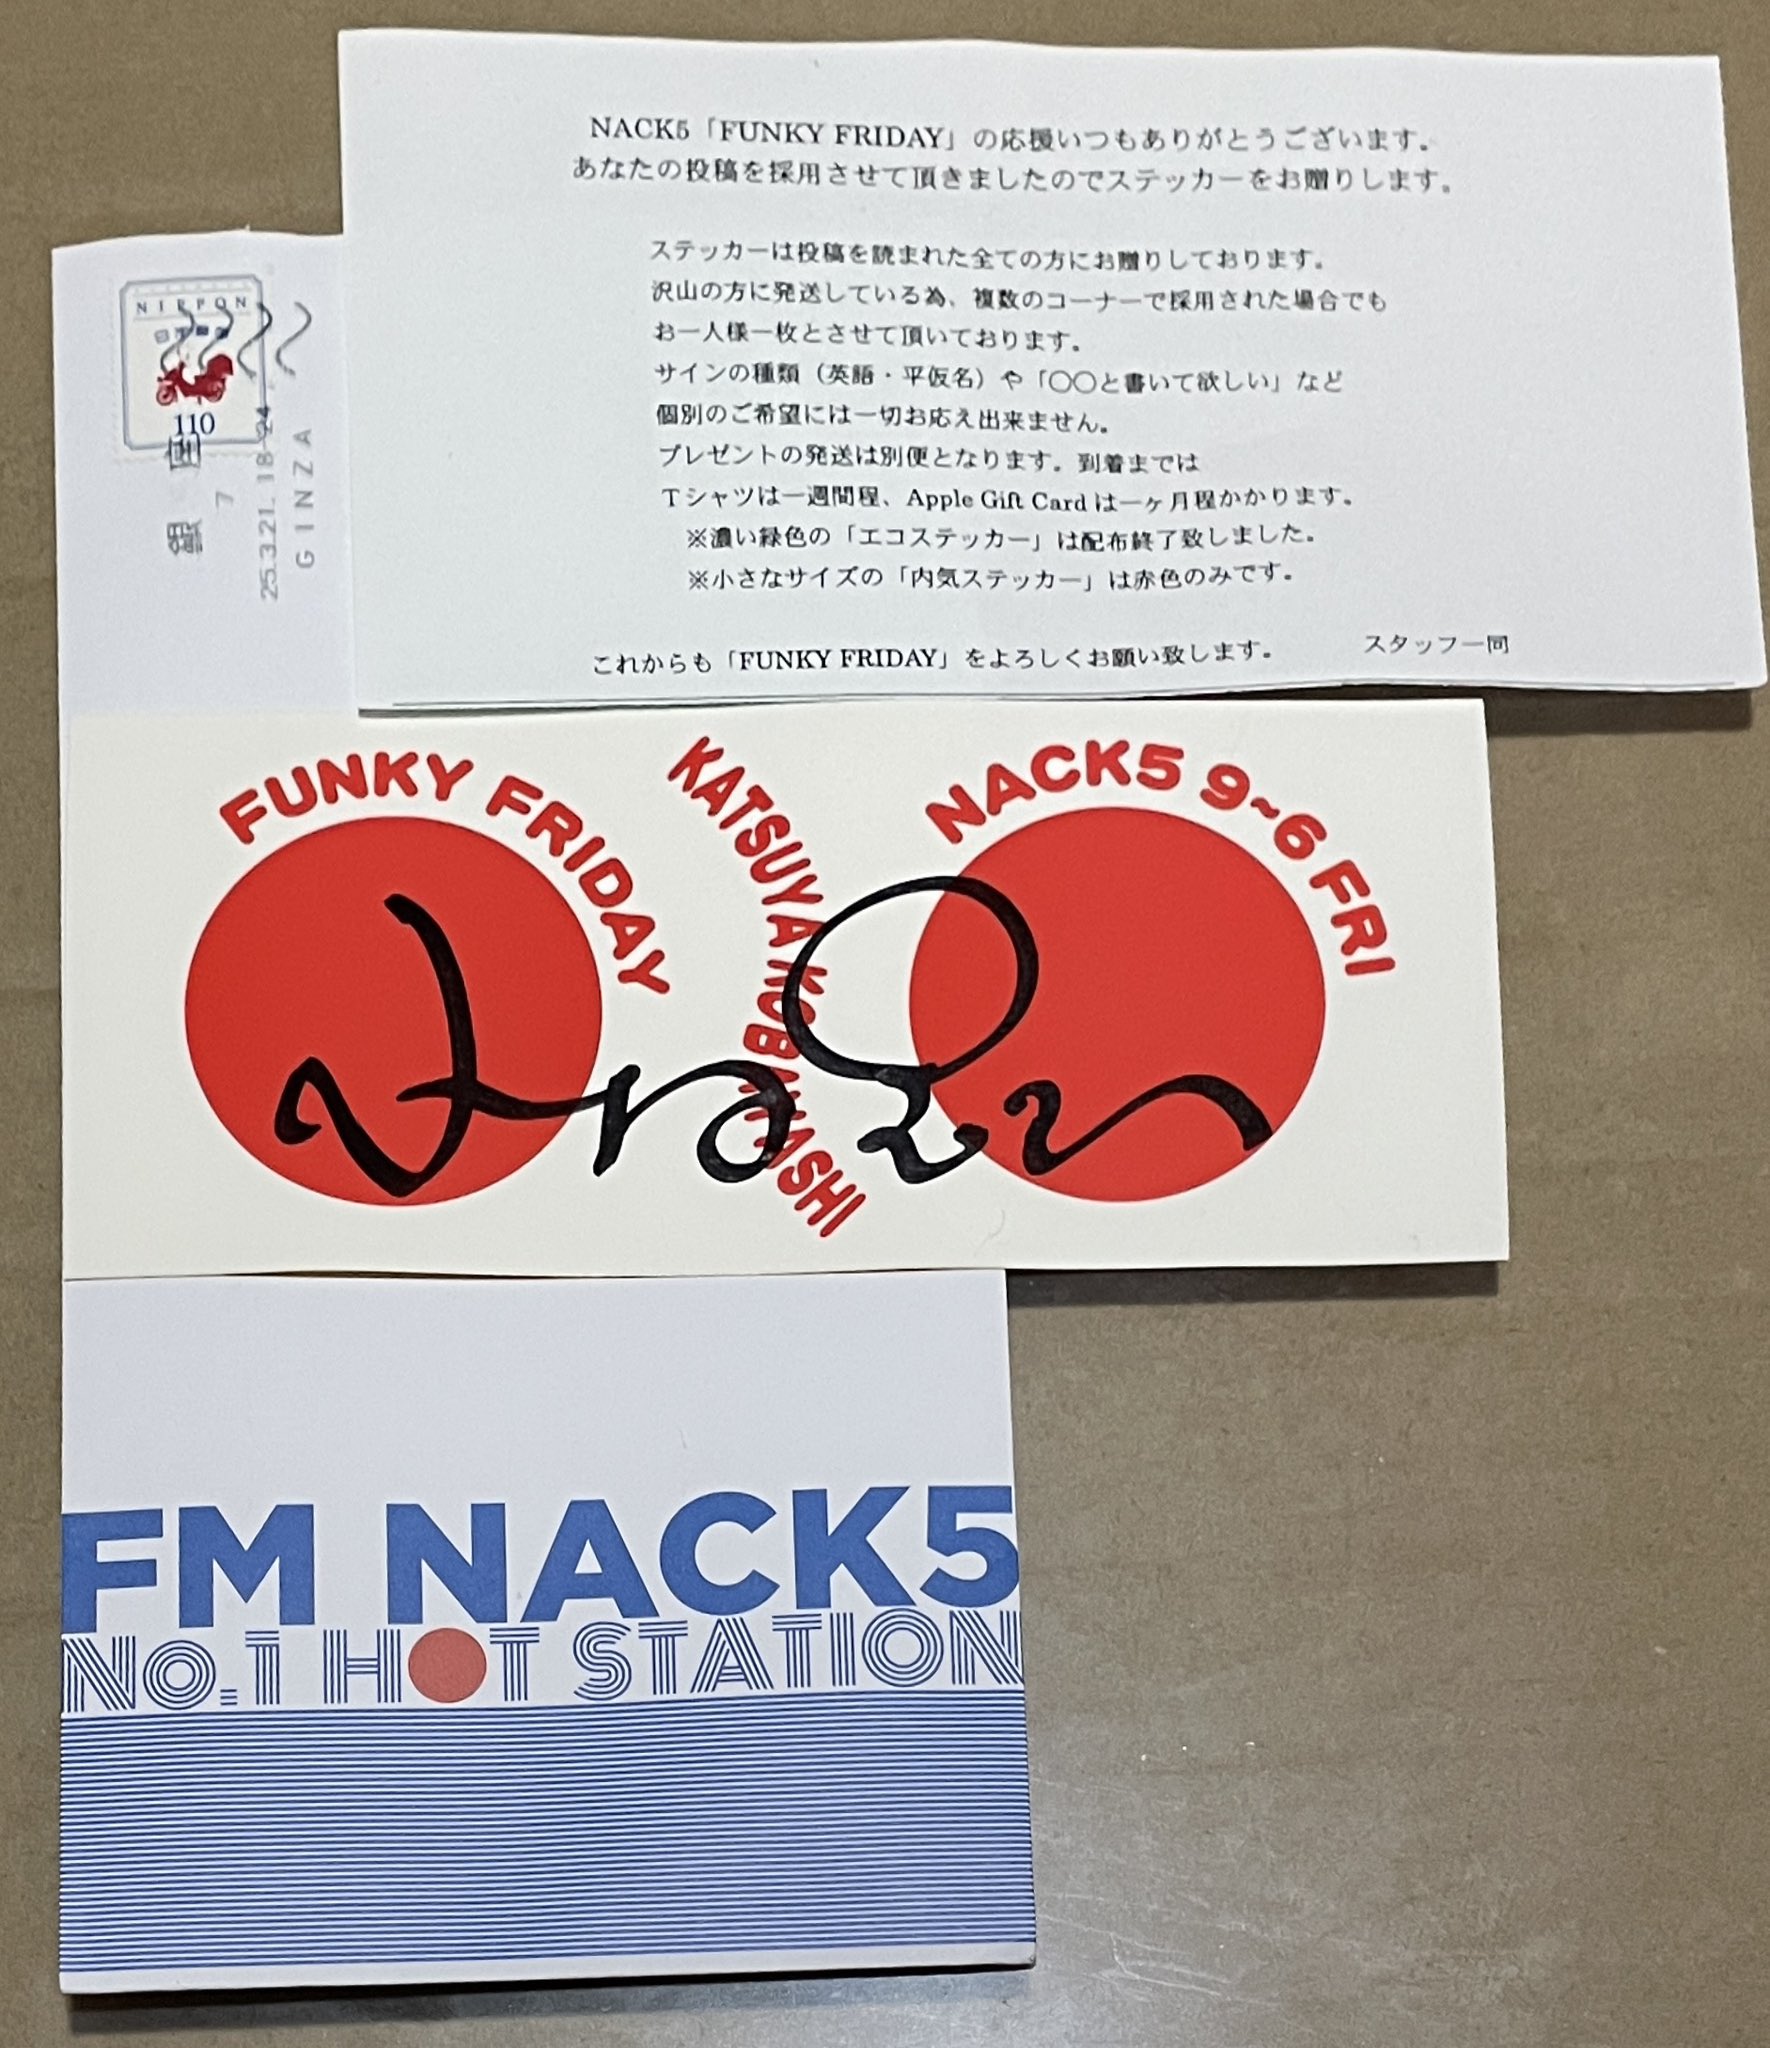 NACK5「FUNKY FRIDAY」の応援いつもありがとうございます。
あなたの投稿を採用させて頂きましたのでステッカーをお贈りします。
ステッカーは投稿を読まれた全ての方にお贈りしております。
沢山の方に発送している為、複数のコーナーで採用された場合でも
お一人様一枚とさせて頂いております。
サインの種類（英語・平仮名）や「〇〇と書いて欲しい」など
個別のご希望には一切お応え出来ません。
プレゼントの発送は別便となります。到着までは
Tシャツは一週間程、Apple Gift Cardは一ヶ月程かかります。
※濃い緑色の「エコステッカー」は配布終了致しました。
※小さなサイズの「内気ステッカー」は赤色のみです。
これからも「FUNKY FRIDAY」をよろしくお願い致します。 スタッフ一同
NIPPON
110
銀座
7
25.3.21. 18-24
GINZA
FUNKY FRIDAY
KATSUYA KOBAYASHI
NACK5 9~6 FRI
FM NACK5
NO.1 HOT STATION